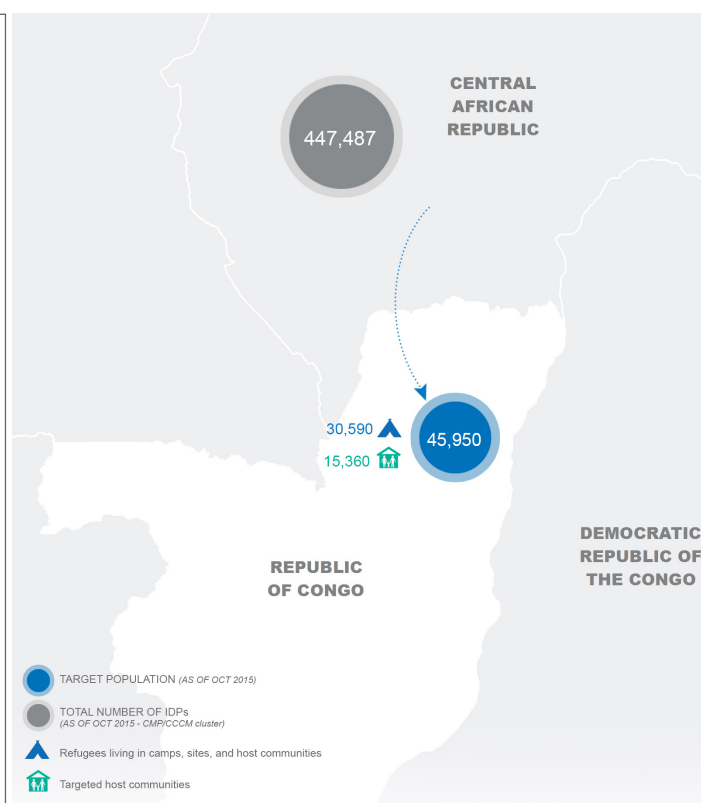 CENTRAL
AFRICAN
REPUBLIC
447,487
30,590
15,360
45,950
DEMOCRATIC
REPUBLIC OF
THE CONGO
REPUBLIC
OF CONGO
TARGET POPULATION (AS OF OCT 2015)
TOTAL NUMBER OF IDPs
(AS OF OCT 2015 - CMP/CCCM cluster)
Refugees living in camps, sites, and host communities
Targeted host communities